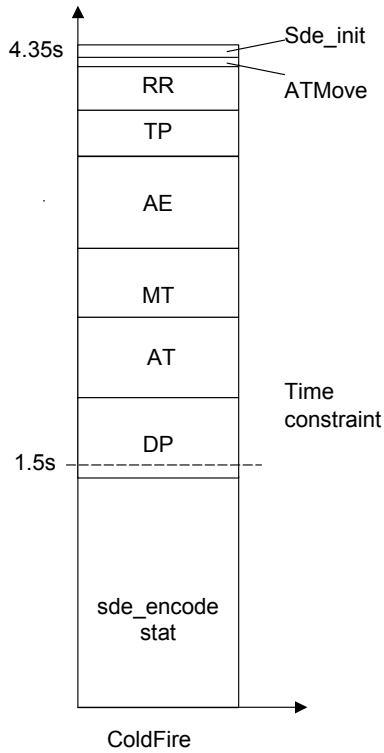 Sde_init
4.35s
ATMove
RR
TP
AE
MT
AT
Time
constraint
DP
1.5s
sde_encode
stat
ColdFire